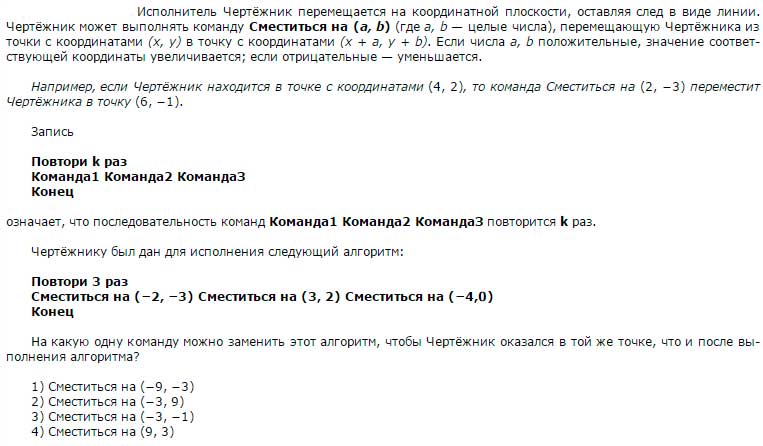 Исполнитель Чертёжник перемещается на координатной плоскости, оставляя след в виде линии.
Чертёжник может выполнять команду Сместиться на (a, b) (где a, b — целые числа), перемещающую Чертёжника из
точки с координатами (x, y) в точку с координатами (x + a, y + b). Если числа a, b положительные, значение соответ-
ствующей координаты увеличивается; если отрицательные — уменьшается.
Например, если Чертёжник находится в точке с координатами (4, 2), то команда Сместиться на (2, −3) переместит
Чертёжника в точку (6, −1).
Запись
Повтори k раз
Команда1 Команда2 Команда3
Конец
означает, что последовательность команд Команда1 Команда2 Команда3 повторится k раз.
Чертёжнику был дан для исполнения следующий алгоритм:
Повтори 3 раз
Сместиться на (−2, −3) Сместиться на (3, 2) Сместиться на (−4,0)
Конец
На какую одну команду можно заменить этот алгоритм, чтобы Чертёжник оказался в той же точке, что и после вы-
полнения алгоритма?
1) Сместиться на (−9, −3)
2) Сместиться на (−3, 9)
3) Сместиться на (−3, −1)
4) Сместиться на (9, 3)